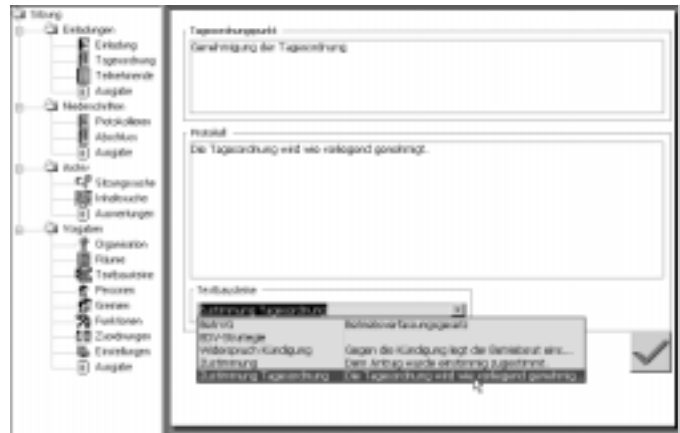 Sitzung
Einladungen
Einladung
Tagesordnung
Teilnehmende
Ausgabe
Niederschriften
Protokollieren
Abschluss
Ausgabe
Archiv
Sitzungssuche
Inhaltssuche
Auswertungen
Vorgaben
Organisation
Räume
Textbausteine
Personen
Gremien
Funktionen
Zuordnungen
Einstellungen
Ausgabe
Tagesordnungspunkt
Genehmigung der Tagesordnung
Protokoll
Die Tagesordnung wird wie vorliegend genehmigt.
Textbausteine
Zustimmung Tagesordnung
BetrVG Betriebsverfassungsgesetz
EDV-Strategie
Widerspruch Kündigung Gegen die Kündigung legt der Betriebsrat eins...
Zustimmung Dem Antrag wurde einstimmig zugestimmt.
Zustimmung Tagesordnung Die Tagesordnung wird wie vorliegend genehmig